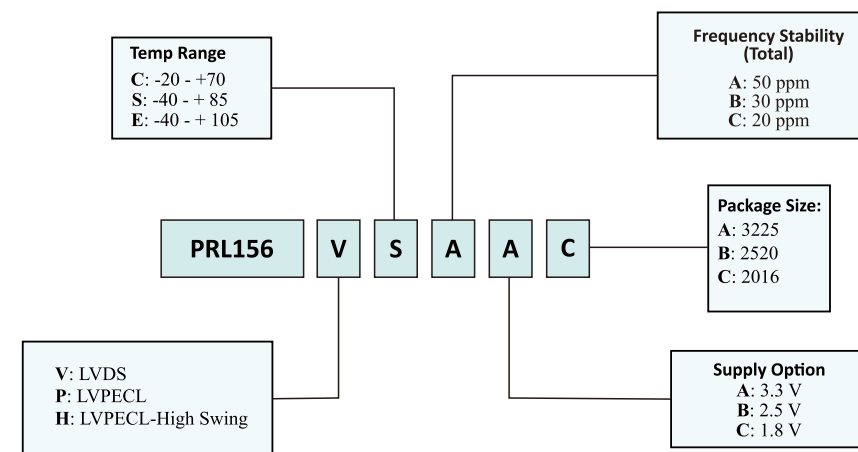 Temp Range
C: -20 - +70
S: -40 - + 85
E: -40 - + 105
Frequency Stability
(Total)
A: 50 ppm
B: 30 ppm
C: 20 ppm
PRL156 V S A A C
Package Size:
A: 3225
B: 2520
C: 2016
V: LVDS
P: LVPECL
H: LVPECL-High Swing
Supply Option
A: 3.3 V
B: 2.5 V
C: 1.8 V